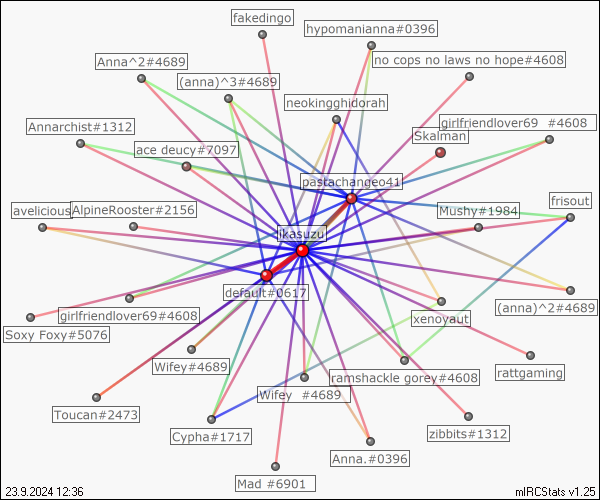 fakedingo
hypomanianna#0396
no cops no laws no hope#4608
Anna^2#4689
(anna)^3#4689
neokingghidorah
Annarchist#1312
girlfriendlover69 #4608
Skalman
ace deucy#7097
pastachangeo41
frisout
avelicious
AlpineRooster#2156
Mushy#1984
ikasuzu
default#0617
(anna)^2#4689
girlfriendlover69#4608
xenoyaut
Soxy Foxy#5076
Wifey#4689
ramshackle gorey#4608
rattgaming
Wifey #4689
Toucan#2473
Cypha#1717
zibbits#1312
Anna.#0396
Mad #6901
23.9.2024 12:36
mIRCStats v1.25